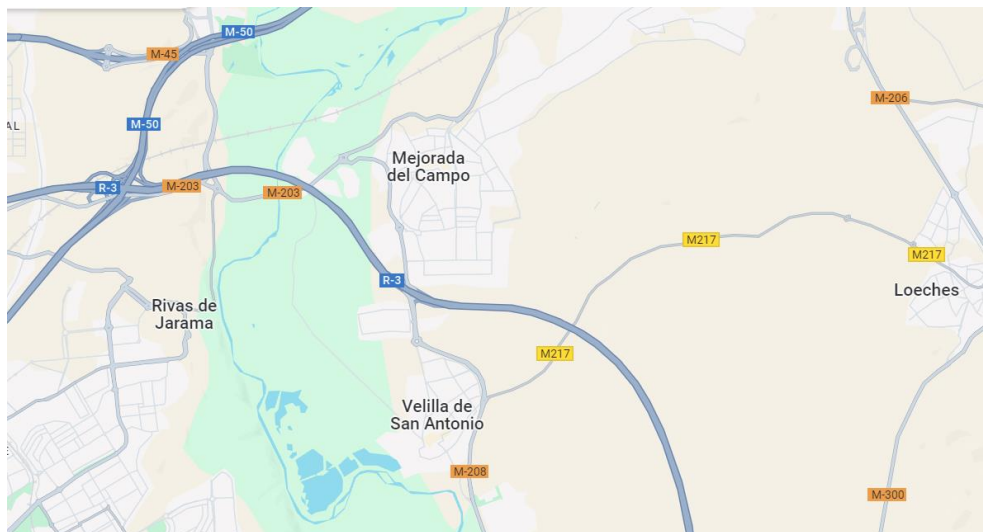 M-50
M-45
M-206
M-50
AL
Mejorada
del Campo
R-3
M-203
M-203
M217
M217
R-3
Loeches
Rivas de
Jarama
M217
Velilla de
San Antonio
E
M-208
M-300